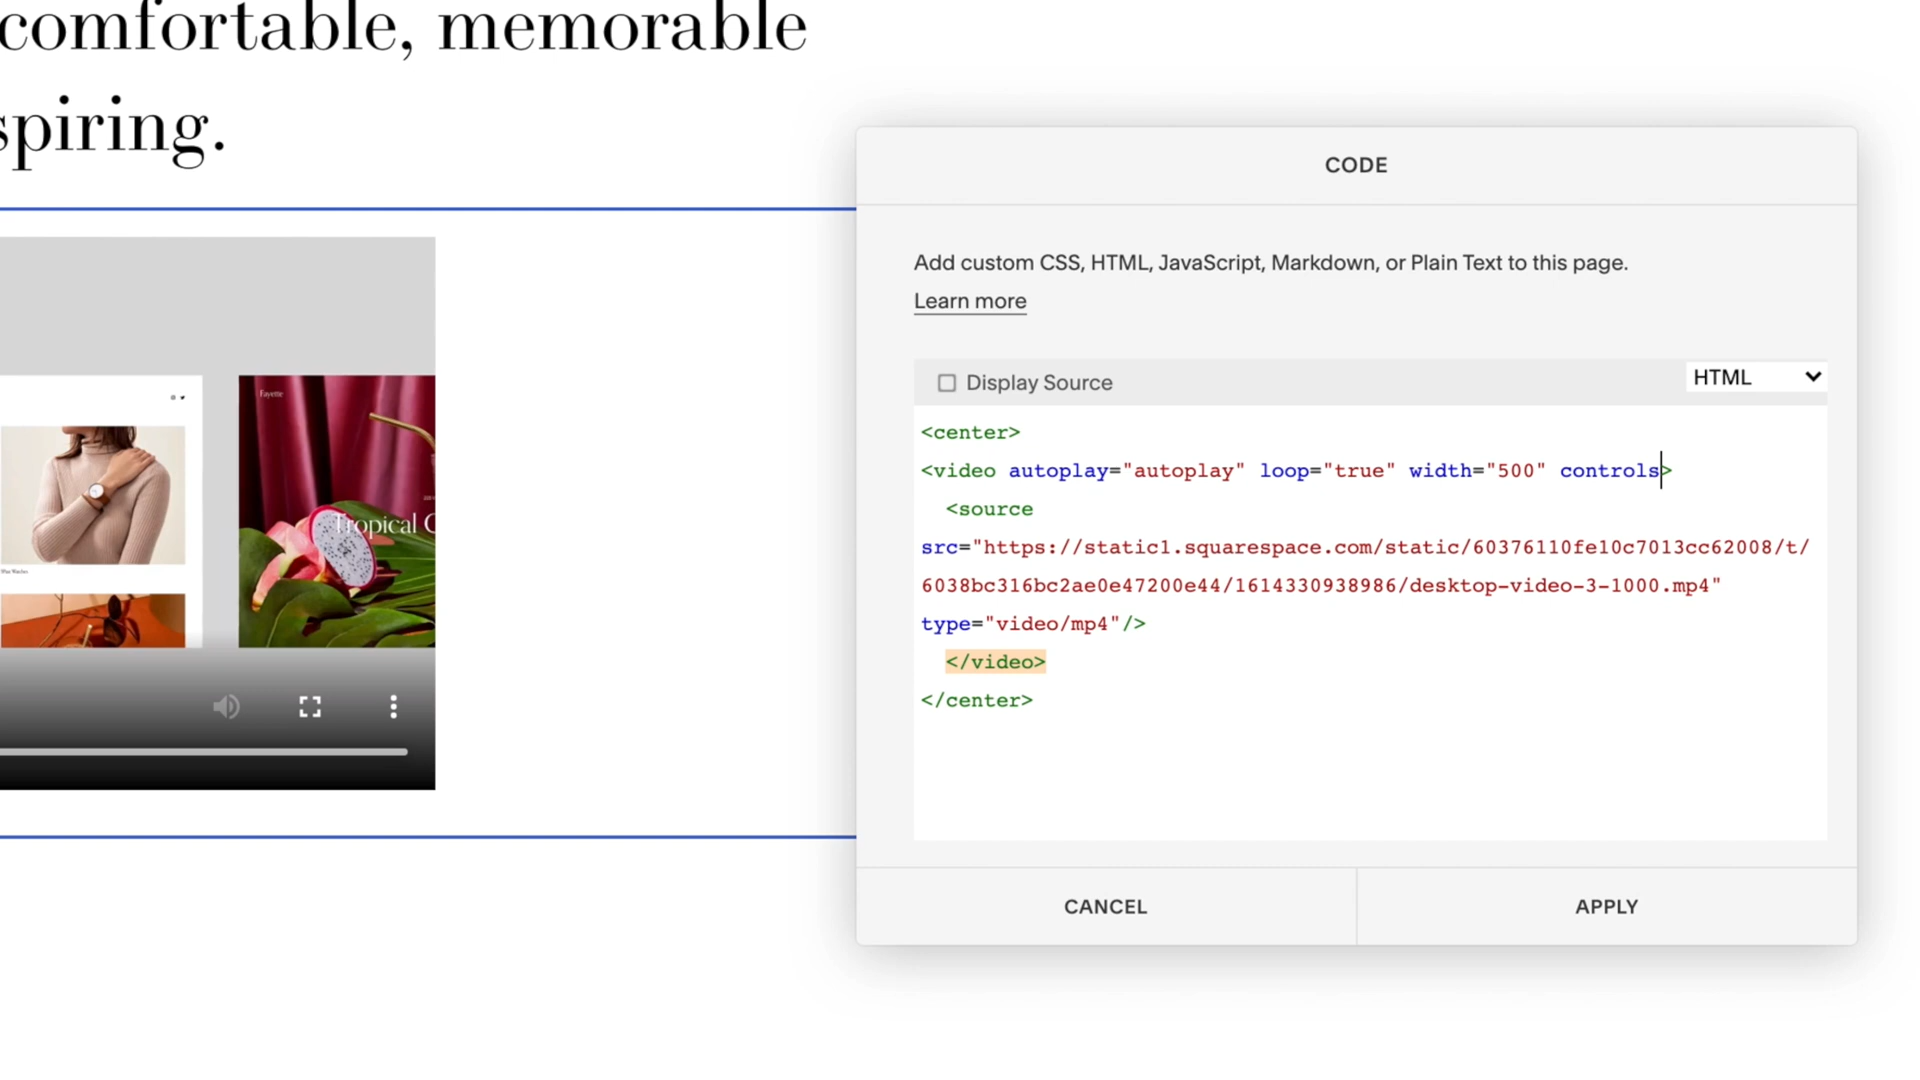 comfortable, memorable
spiring.
CODE
Add custom CSS, HTML, JavaScript, Markdown, or Plain Text to this page.
Learn more
Display Source
HTML
<center>
<video autoplay="autoplay" loop="true" width="500" controls>
<source
src="https://static1.squarespace.com/static/60376110fe10c7013cc62008/t/
6038bc316bc2ae0e47200e44/1614330938986/desktop-video-3-1000.mp4"
type="video/mp4"/>
</video>
</center>
Fayette
Tropical C
CANCEL
APPLY